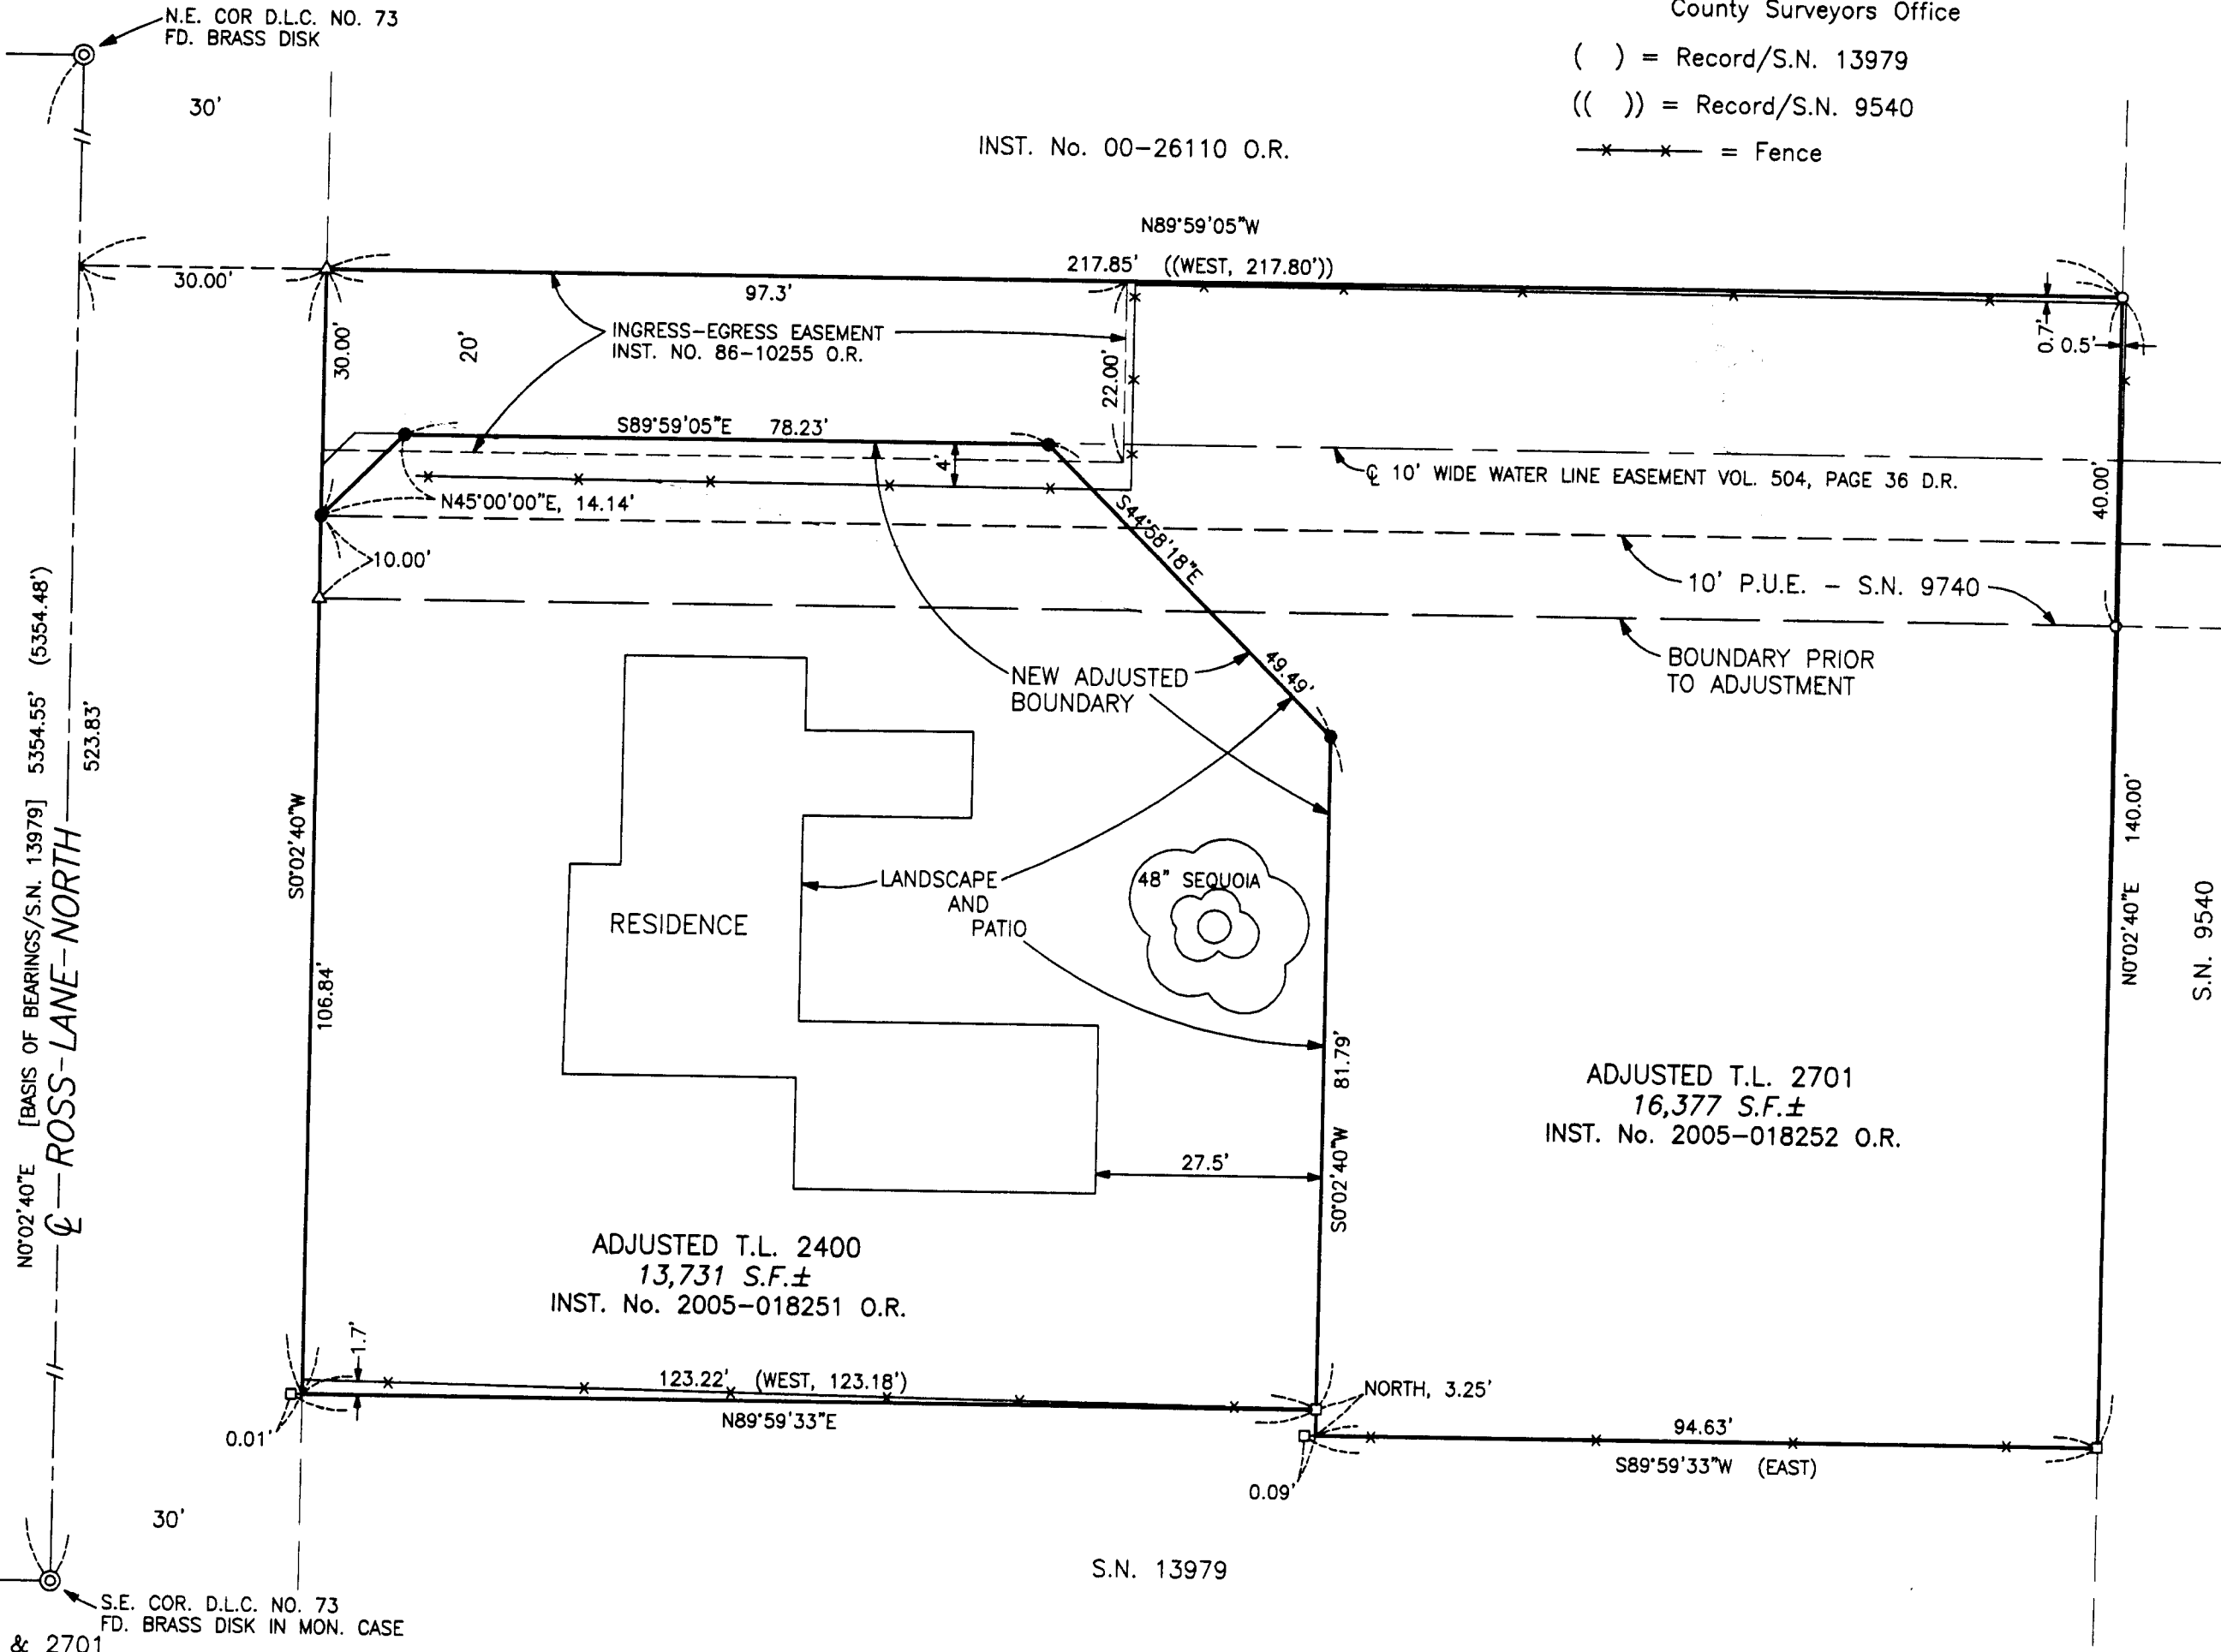 N.E. COR D.L.C. NO. 73
FD. BRASS DISK
County Surveyors Office
( ) = Record/S.N. 13979
(( )) = Record/S.N. 9540
= Fence
30'
INST. No. 00-26110 O.R.
N89°59'05"W
217.85' ((WEST, 217.80'))
30.00'
97.3'
30.00'
20'
INGRESS-EGRESS EASEMENT
INST. NO. 86-10255 O.R.
22.00'
0.7'
0.5'
S89°59'05"E 78.23'
4'
℄ 10' WIDE WATER LINE EASEMENT VOL. 504, PAGE 36 D.R.
40.00'
N45°00'00"E, 14.14'
S44°58'18"E
49.49'
10.00'
10' P.U.E. - S.N. 9740
BOUNDARY PRIOR
TO ADJUSTMENT
NEW ADJUSTED
BOUNDARY
N0°02'40"E [BASIS OF BEARINGS/S.N. 13979] 5354.55' (5354.48')
℄ ROSS-LANE-NORTH
523.83'
S0°02'40"W
106.84'
LANDSCAPE
AND
PATIO
48" SEQUOIA
RESIDENCE
81.79'
S0°02'40"W
27.5'
140.00'
N0°02'40"E
S.N. 9540
ADJUSTED T.L. 2701
16,377 S.F.±
INST. No. 2005-018252 O.R.
ADJUSTED T.L. 2400
13,731 S.F.±
INST. No. 2005-018251 O.R.
1.7'
123.22' (WEST, 123.18')
N89°59'33"E
NORTH, 3.25'
0.01'
94.63'
S89°59'33"W (EAST)
0.09'
30'
S.N. 13979
S.E. COR. D.L.C. NO. 73
FD. BRASS DISK IN MON. CASE
& 2701